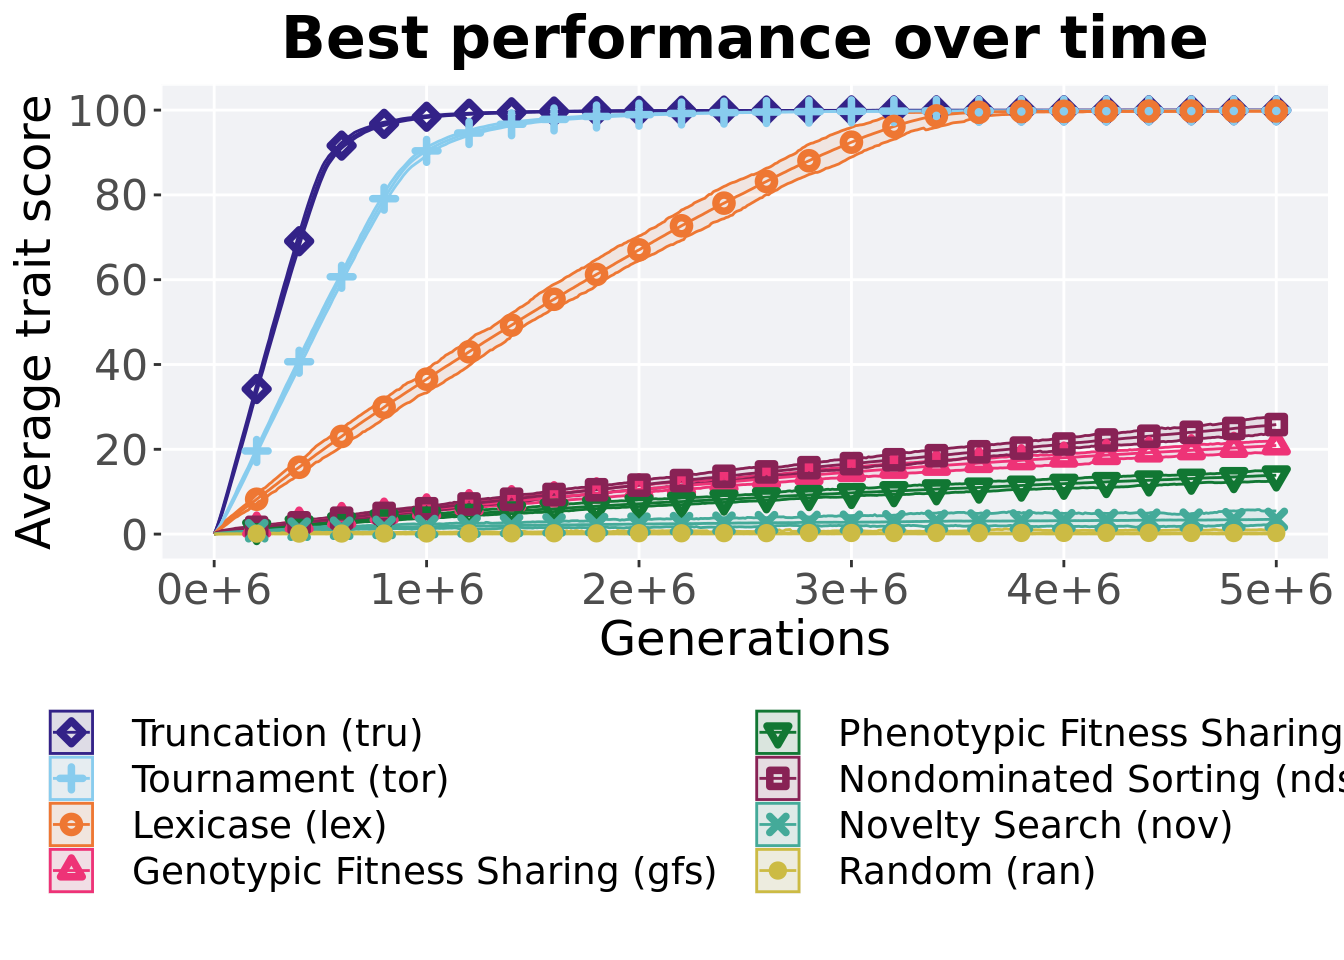 Best performance over time
Average trait score
100
80
60
40
20
0
0e+6 1e+6 2e+6 3e+6 4e+6 5e+6
Generations
Truncation (tru)
Tournament (tor)
Lexicase (lex)
Genotypic Fitness Sharing (gfs)
Phenotypic Fitness Sharing
Nondominated Sorting (nds
Novelty Search (nov)
Random (ran)